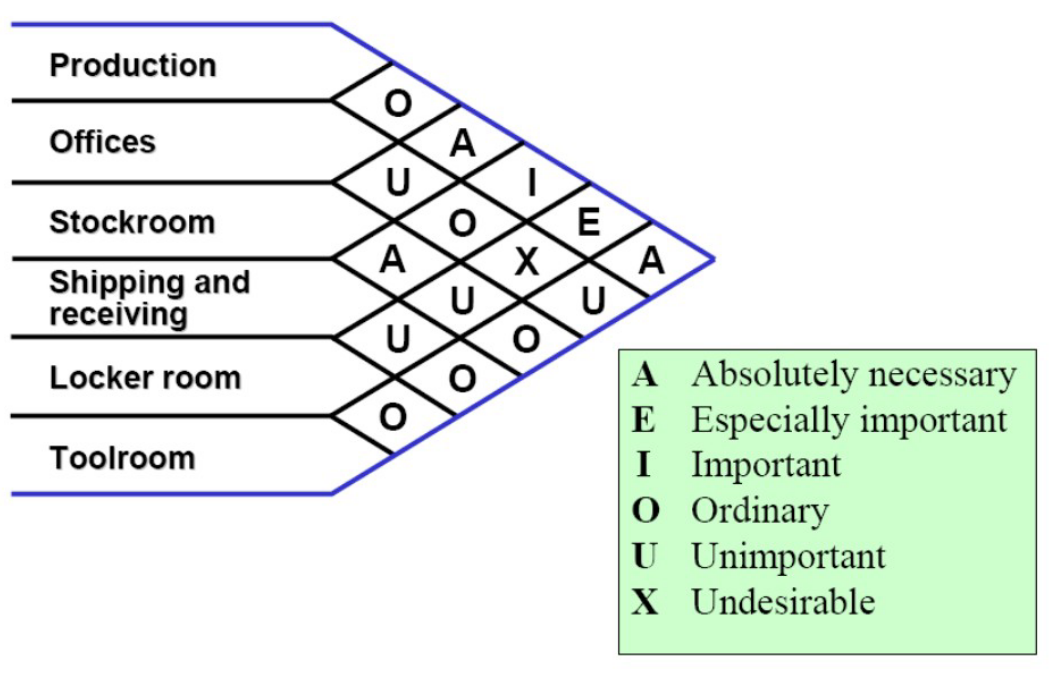 Production
O
A
Offices
U
I
Stockroom
O
E
A
X
A
Shipping and
receiving
U
U
U
O
Locker room
O
O
Toolroom
A Absolutely necessary
E Especially important
I Important
O Ordinary
U Unimportant
X Undesirable